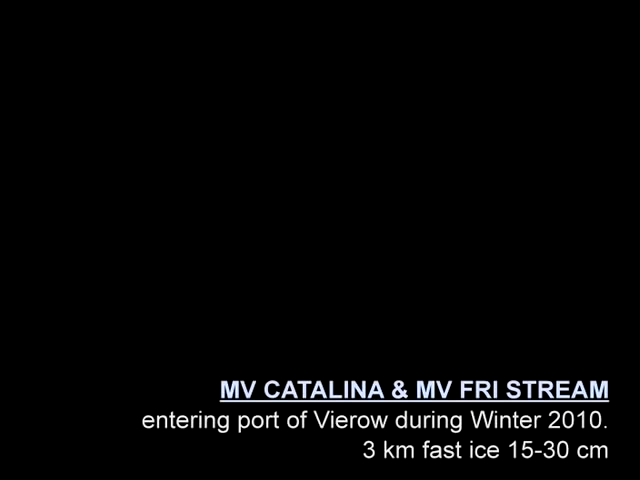 MV CATALINA & MV FRI STREAM
entering port of Vierow during Winter 2010.
3 km fast ice 15-30 cm